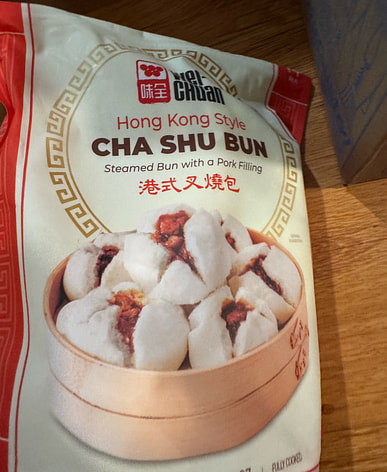 味全
Wei-
Chuan
Hong Kong Style
CHA SHU BUN
Steamed Bun with a Pork Filling
港式叉燒包
FULLY COOKED